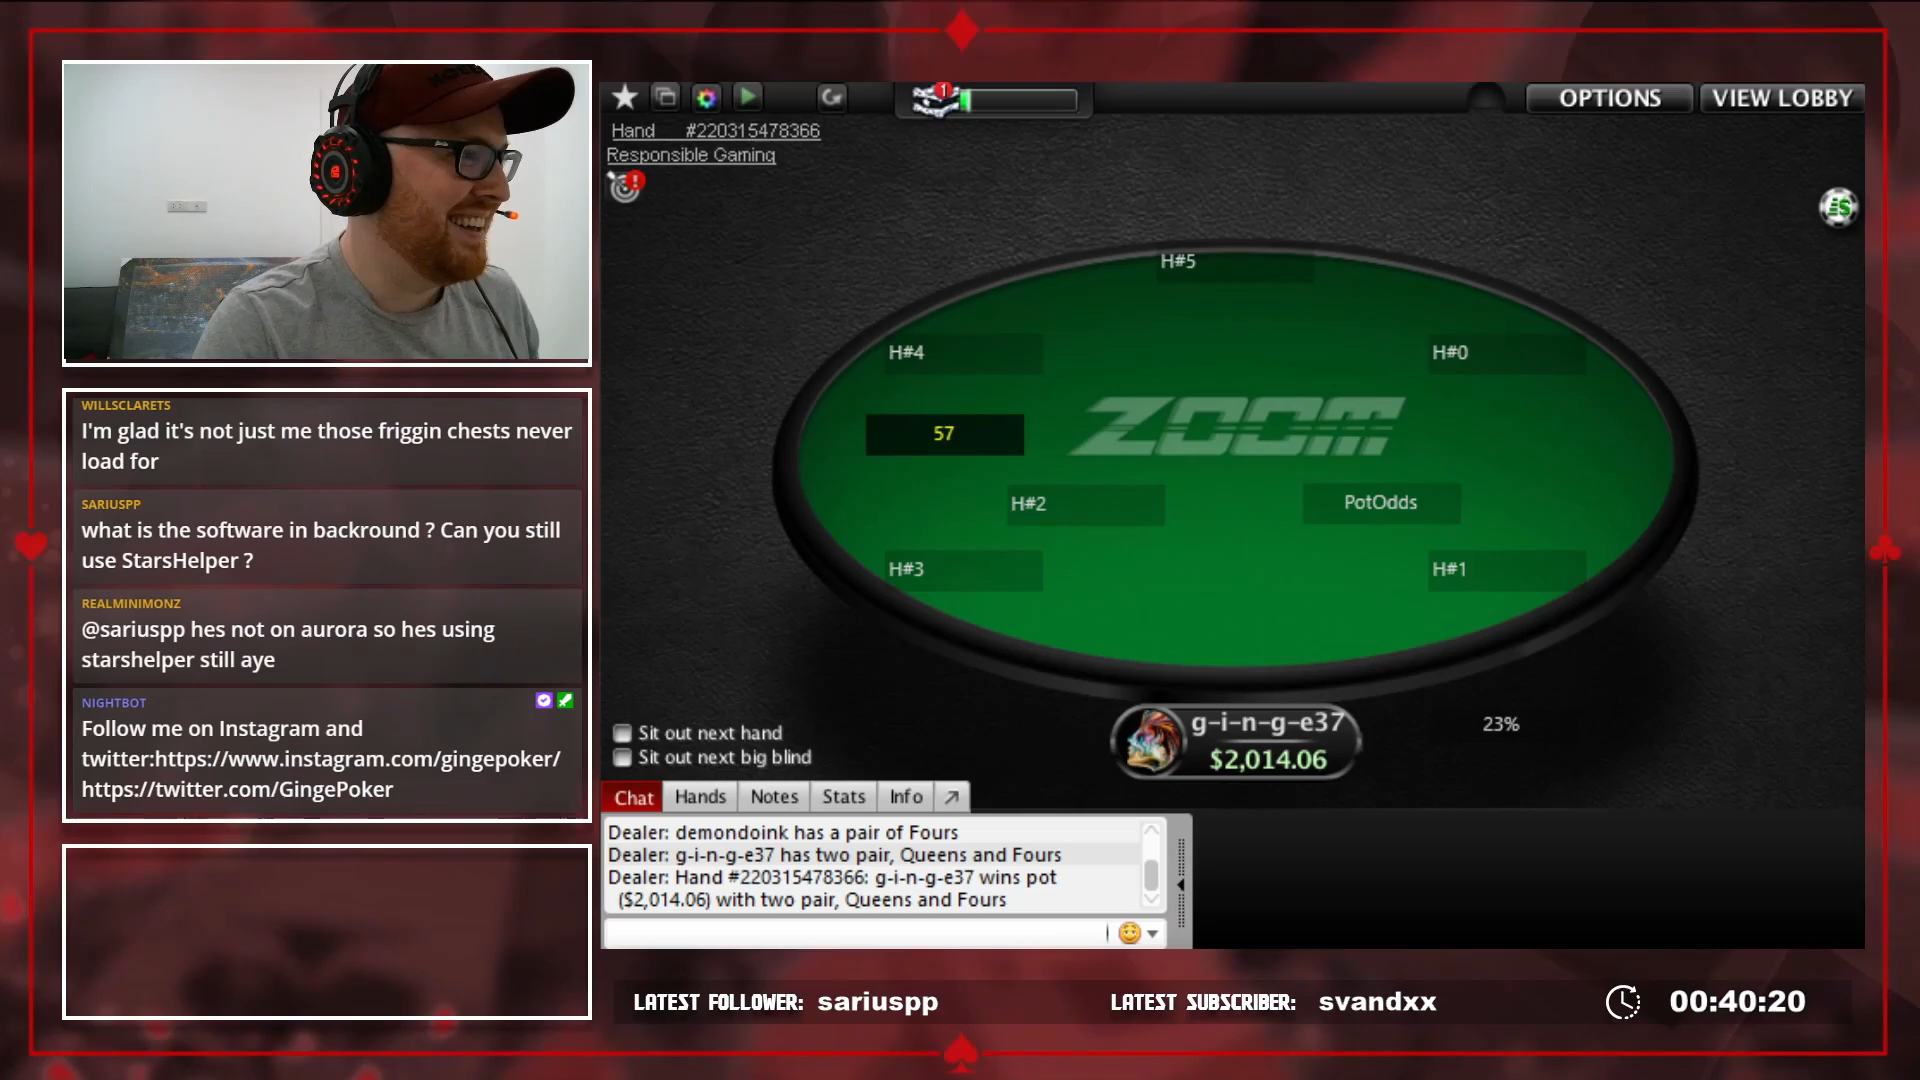 OPTIONS
VIEW LOBBY
1
Hand #220315478366
Responsible Gaming
H#5
H#4
H#0
57
ZOOM
H#2
PotOdds
H#3
H#1
WILLSCLARETS
I'm glad it's not just me those friggin chests never
load for
SARIUSPP
what is the software in backround ? Can you still
use StarsHelper ?
REALMINIMONZ
@sariuspp hes not on aurora so hes using
starshelper still aye
NIGHTBOT
Follow me on Instagram and
twitter:https://www.instagram.com/gingepoker/
https://twitter.com/GingePoker
Sit out next hand
Sit out next big blind
g-i-n-g-e37
$2,014.06
23%
Chat Hands Notes Stats Info
Dealer: demondoink has a pair of Fours
Dealer: g-i-n-g-e37 has two pair, Queens and Fours
Dealer: Hand #220315478366: g-i-n-g-e37 wins pot
($2,014.06) with two pair, Queens and Fours
LATEST FOLLOWER: sariuspp
LATEST SUBSCRIBER: svandxx
00:40:20